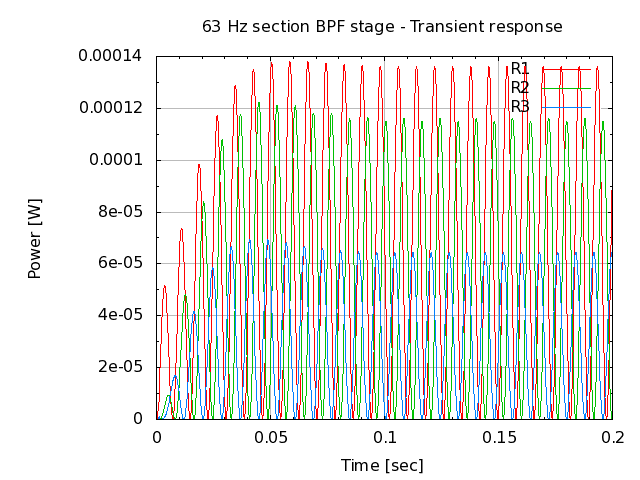 63 Hz section BPF stage - Transient response
0.00014
R1
R2
0.00012
R3
0.0001
8e-05
Power [W]
6e-05
4e-05
2e-05
0
0 0.05 0.1 0.15 0.2
Time [sec]